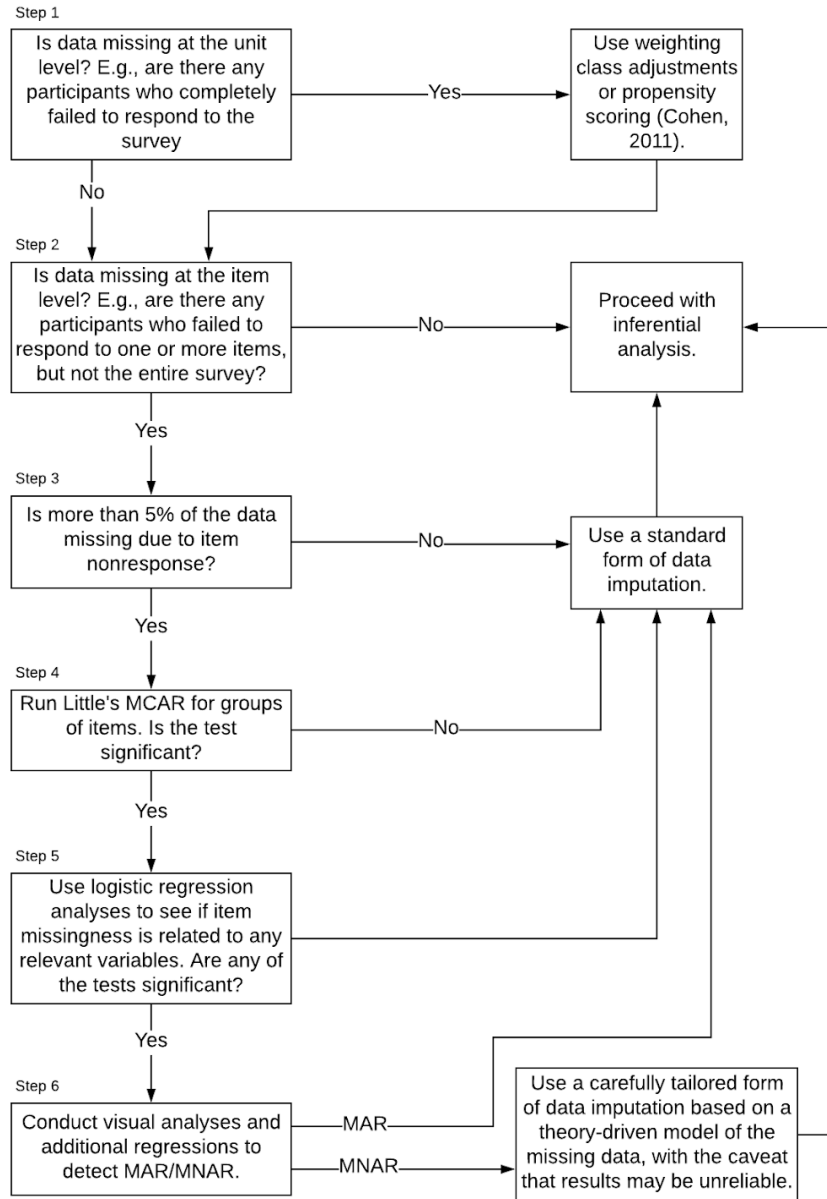 Step 1
Is data missing at the unit
level? E.g., are there any
participants who completely
failed to respond to the
survey
Yes
Use weighting
class adjustments
or propensity
scoring (Cohen,
2011).
No
Step 2
Is data missing at the item
level? E.g., are there any
participants who failed to
respond to one or more items,
but not the entire survey?
No
Proceed with
inferential
analysis.
Yes
Step 3
Is more than 5% of the data
missing due to item
nonresponse?
No
Use a standard
form of data
imputation.
Yes
Step 4
Run Little's MCAR for groups
of items. Is the test
significant?
No
Yes
Step 5
Use logistic regression
analyses to see if item
missingness is related to any
relevant variables. Are any of
the tests significant?
Yes
Step 6
Conduct visual analyses and
additional regressions to
detect MAR/MNAR.
MAR
MNAR
Use a carefully tailored form
of data imputation based on a
theory-driven model of the
missing data, with the caveat
that results may be unreliable.